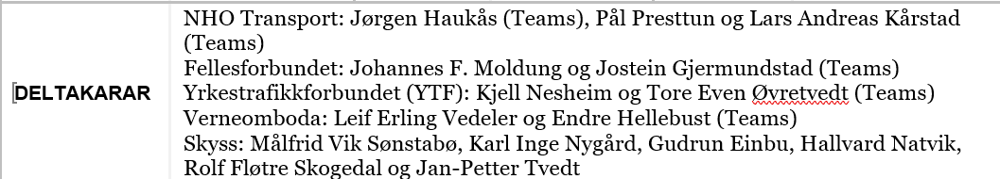 DELTAKARAR
NHO Transport: Jørgen Haukås (Teams), Pål Presttun og Lars Andreas Kårstad
(Teams)
Fellesforbundet: Johannes F. Moldung og Jostein Gjermundstad (Teams)
Yrkestrafikkforbundet (YTF): Kjell Nesheim og Tore Even Øvretvedt (Teams)
Verneomboda: Leif Erling Vedeler og Endre Hellebust (Teams)
Skyss: Målfrid Vik Sønstabø, Karl Inge Nygård, Gudrun Einbu, Hallvard Natvik,
Rolf Fløtre Skogedal og Jan-Petter Tvedt